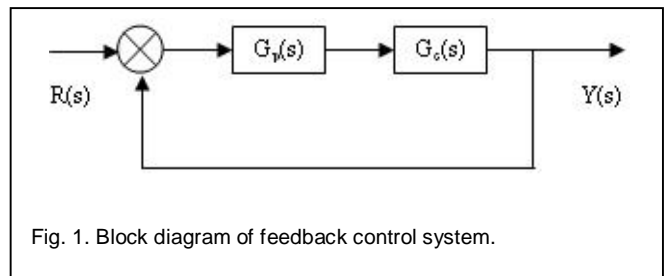 Gp(s) Gc(s)
R(s) Y(s)
Fig. 1. Block diagram of feedback control system.